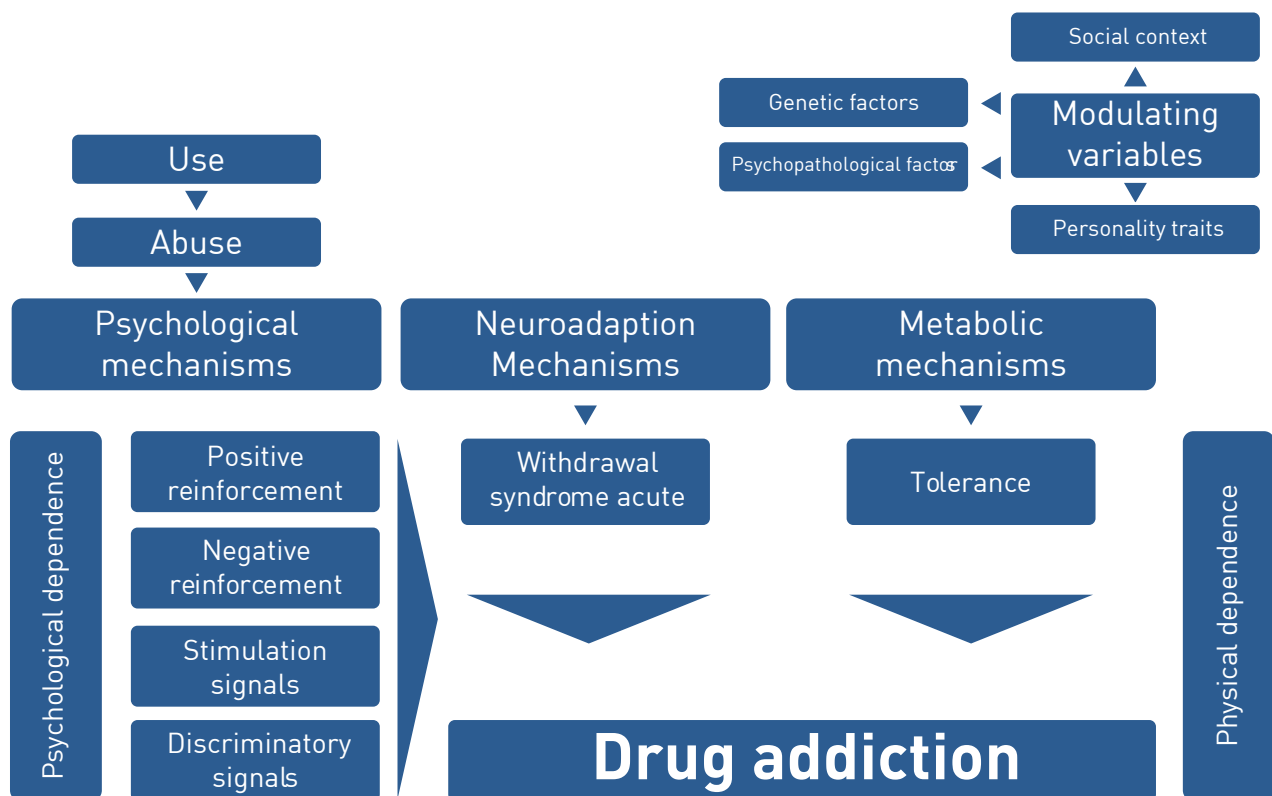 Social context
Genetic factors
Modulating
variables
Psychopathological factors
Personality traits
Use
Abuse
Psychological
mechanisms
Neuroadaption
Mechanisms
Metabolic
mechanisms
Psychological dependence
Positive
reinforcement
Negative
reinforcement
Stimulation
signals
Discriminatory
signals
Withdrawal
syndrome acute
Tolerance
Physical dependence
Drug addiction